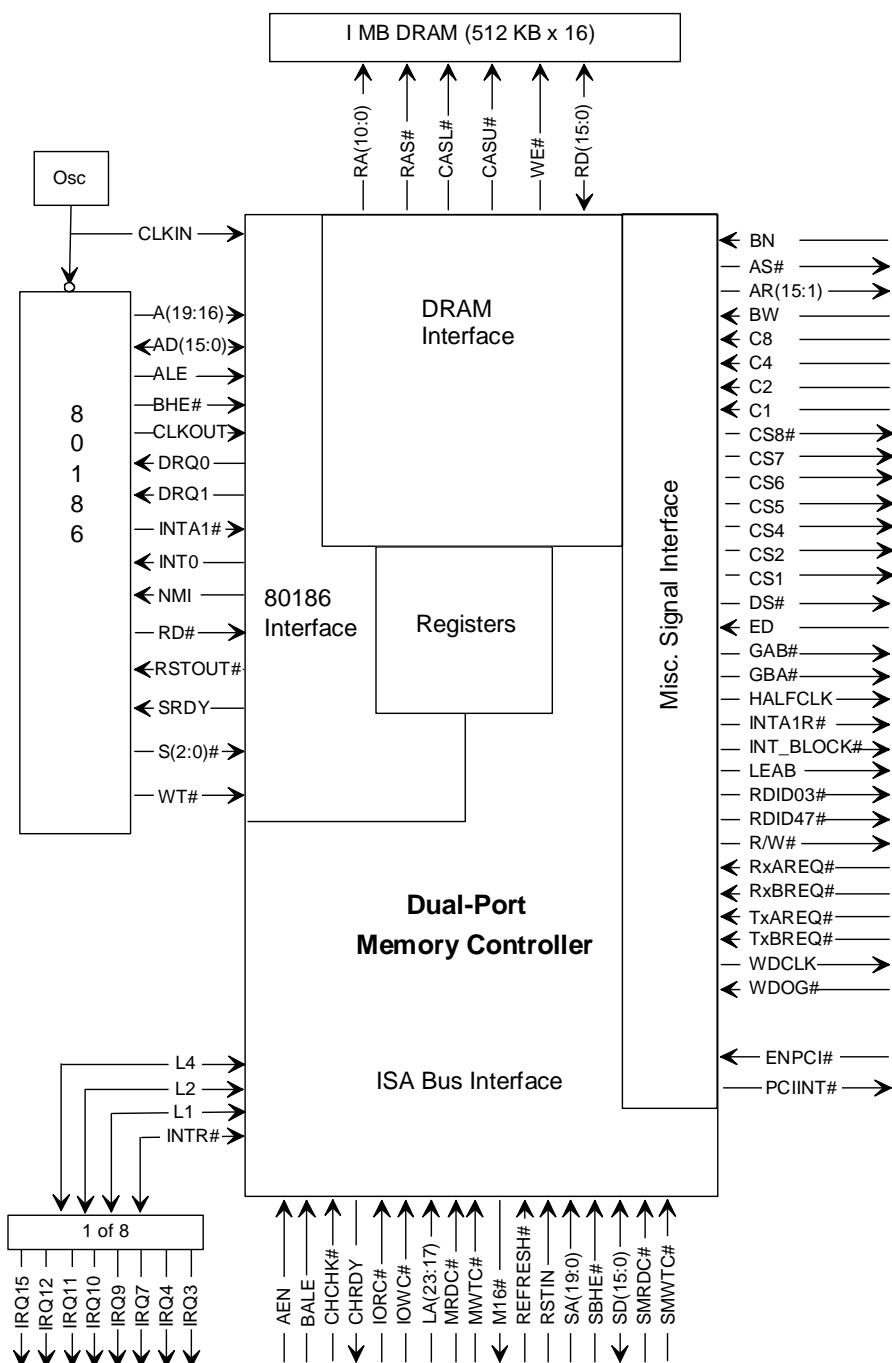 I MB DRAM (512 KB x 16)
RA(10:0)
RAS#
CASL#
CASU#
WE#
RD(15:0)
Osc
CLKIN
80186
A(19:16)
AD(15:0)
ALE
BHE#
CLKOUT
DRQ0
DRQ1
INTA1#
INT0
NMI
RD#
RSTOUT#
SRDY
S(2:0)#
WT#
DRAM
Interface
80186
Interface
Registers
Misc. Signal Interface
BN
AS#
AR(15:1)
BW
C8
C4
C2
C1
CS8#
CS7
CS6
CS5
CS4
CS2
CS1
DS#
ED
GAB#
GBA#
HALFCLK
INTA1R#
INT_BLOCK#
LEAB
RDID03#
RDID47#
R/W#
RxAREQ#
RxBREQ#
TxAREQ#
TxBREQ#
WDCLK
WDOG#
ENPCI#
PCIINT#
Dual-Port
Memory Controller
ISA Bus Interface
L4
L2
L1
INTR#
1 of 8
IRQ15
IRQ12
IRQ11
IRQ10
IRQ9
IRQ7
IRQ4
IRQ3
AEN
BALE
CHCHK#
CHRDY
IORC#
IOWC#
LA(23:17)
MRDC#
MWTC#
M16#
REFRESH#
RSTIN
SA(19:0)
SBHE#
SD(15:0)
SMRDC#
SMWTC#